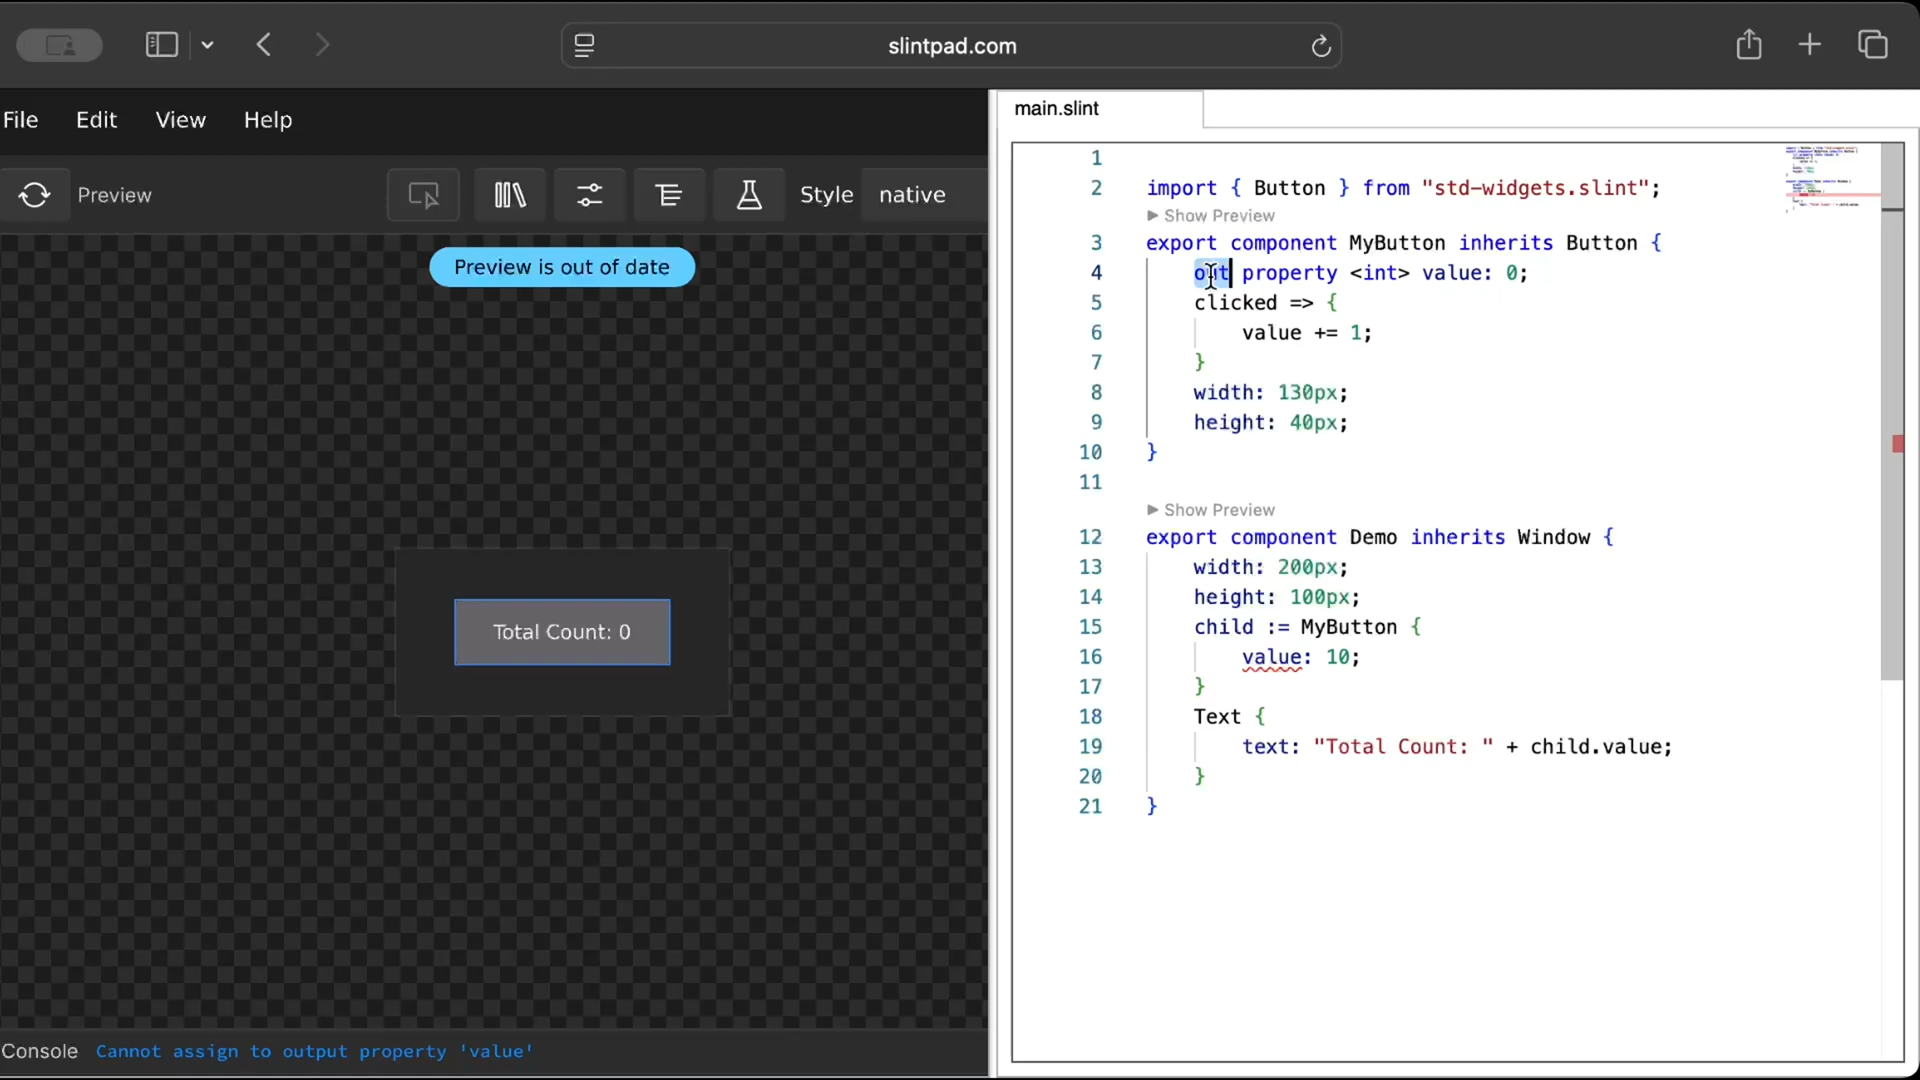 slintpad.com
File Edit View Help
Preview Style native
Preview is out of date
Total Count: 0
Console Cannot assign to output property 'value'
main.slint
1
2 import { Button } from "std-widgets.slint";
▶ Show Preview
3 export component MyButton inherits Button {
4 out property <int> value: 0;
5 clicked => {
6 value += 1;
7 }
8 width: 130px;
9 height: 40px;
10 }
11
▶ Show Preview
12 export component Demo inherits Window {
13 width: 200px;
14 height: 100px;
15 child := MyButton {
16 value: 10;
17 }
18 Text {
19 text: "Total Count: " + child.value;
20 }
21 }